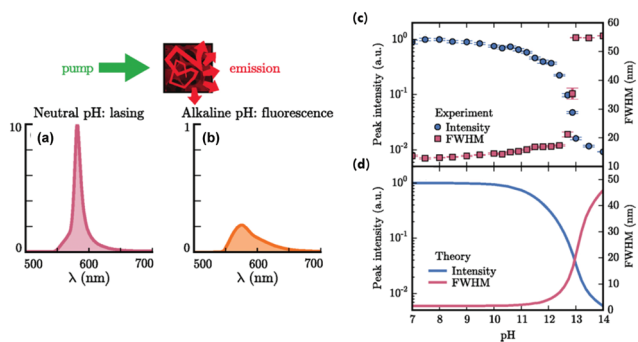 pump
emission
Neutral pH: lasing
Alkaline pH: fluorescence
(a)
(b)
10
0
500
600
700
λ (nm)
1
0
500
600
700
λ (nm)
(c)
Peak intensity (a.u.)
10⁰
10⁻¹
10⁻²
Experiment
Intensity
FWHM
60
50
40
30
20
10
FWHM (nm)
(d)
Peak intensity (a.u.)
10⁰
10⁻¹
10⁻²
Theory
Intensity
FWHM
50
40
30
20
10
0
FWHM (nm)
7
8
9
10
11
12
13
14
pH